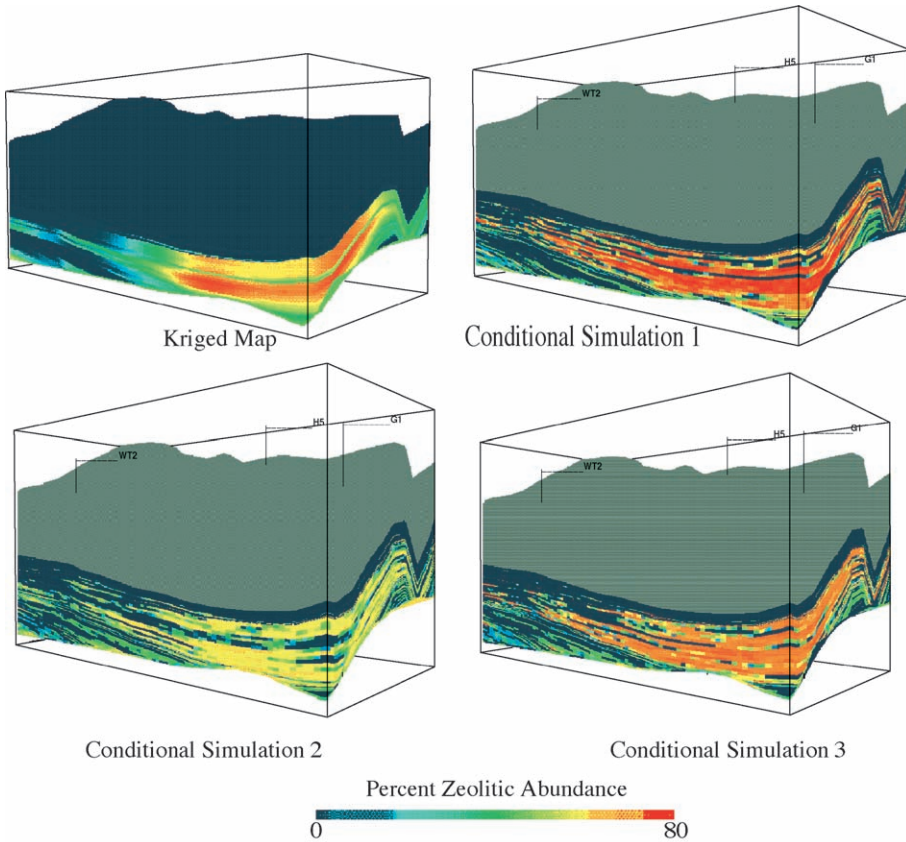 H5
G1
WT2
Kriged Map
Conditional Simulation 1
H5
G1
WT2
H5
G1
WT2
Conditional Simulation 2
Conditional Simulation 3
Percent Zeolitic Abundance
0
80